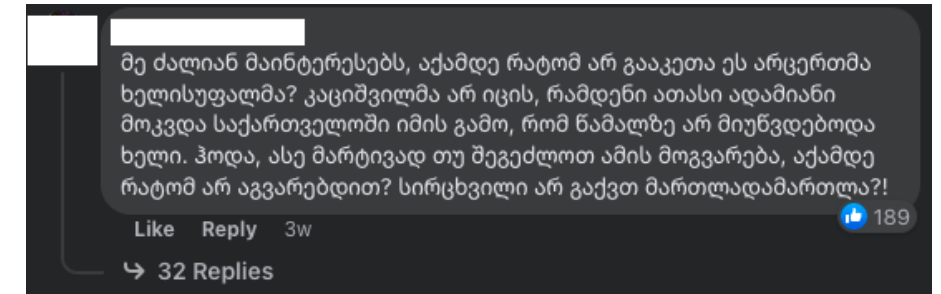 მე ძალიან მაინტერესებს, აქამდე რატომ არ გააკეთა ეს არცერთმა
ხელისუფალმა? კაციშვილმა არ იცის, რამდენი ათასი ადამიანი
მოკვდა საქართველოში იმის გამო, რომ წამალზე არ მიუწვდებოდა
ხელი. ჰოდა, ასე მარტივად თუ შეგეძლოთ ამის მოგვარება, აქამდე
რატომ არ აგვარებდით? სირცხვილი არ გაქვთ მართლადამართლა?!
189
Like Reply 3w
32 Replies